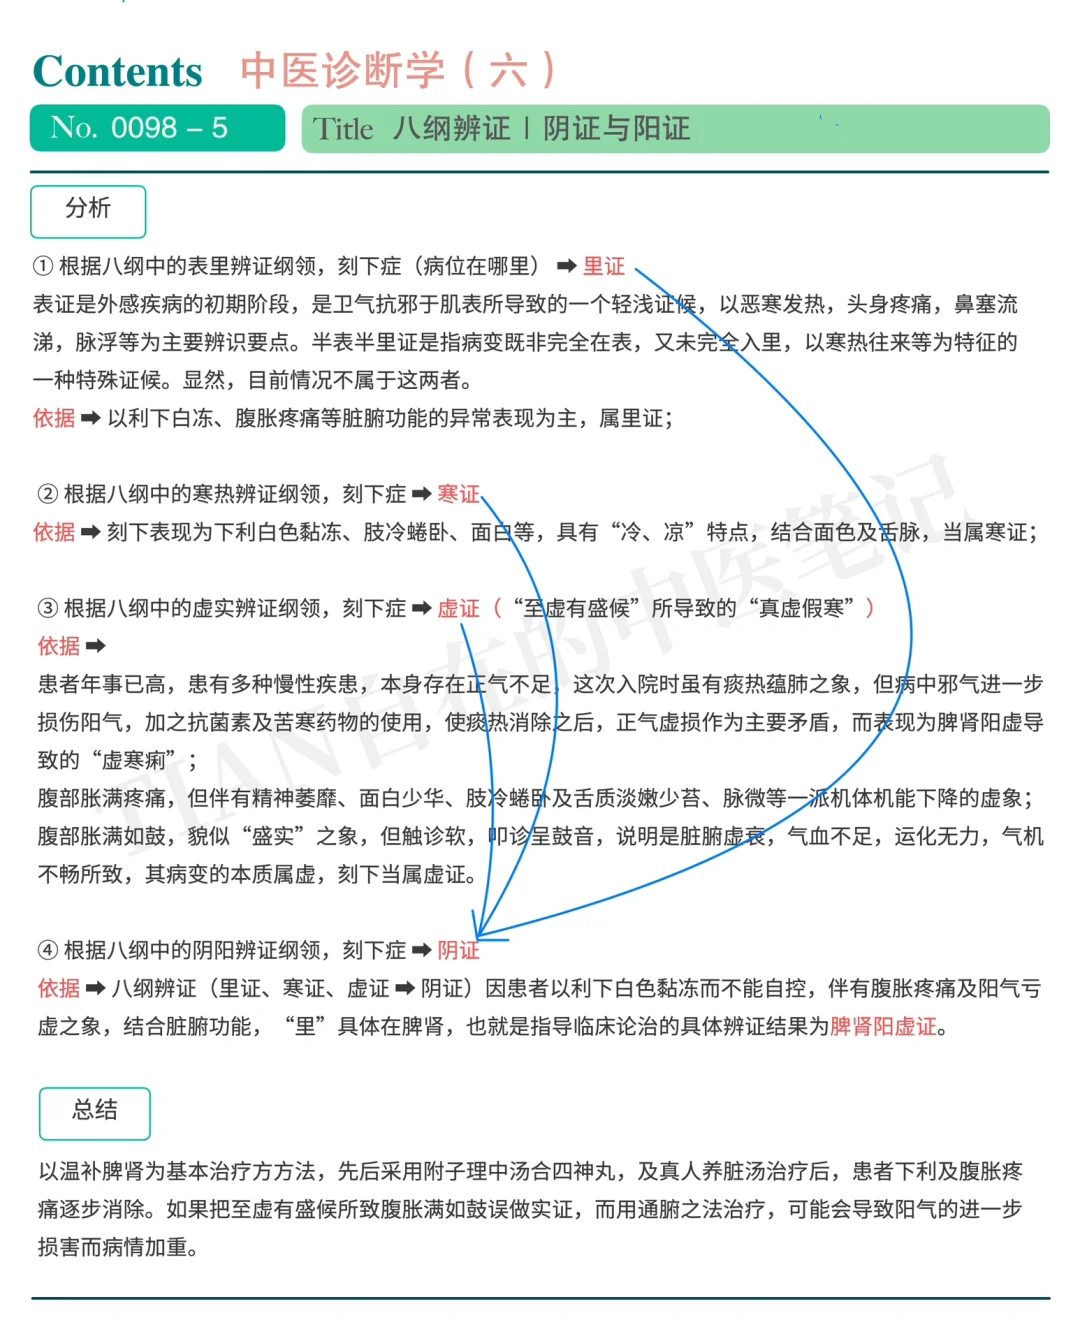 Contents 中医诊断学（六）
No. 0098 – 5
Title 八纲辨证 | 阴证与阳证
分析
① 根据八纲中的表里辨证纲领，刻下症（病位在哪里） ➡ 里证
表证是外感疾病的初期阶段，是卫气抗邪于肌表所导致的一个轻浅证候，以恶寒发热，头身疼痛，鼻塞流
涕，脉浮等为主要辨识要点。半表半里证是指病变既非完全在表，又未完全入里，以寒热往来等为特征的
一种特殊证候。显然，目前情况不属于这两者。
依据 ➡ 以利下白冻、腹胀疼痛等脏腑功能的异常表现为主，属里证；
② 根据八纲中的寒热辨证纲领，刻下症 ➡ 寒证
依据 ➡ 刻下表现为下利白色黏冻、肢冷蜷卧、面白等，具有“冷、凉”特点，结合面色及舌脉，当属寒证；
③ 根据八纲中的虚实辨证纲领，刻下症 ➡ 虚证（“至虚有盛候”所导致的“真虚假寒”）
依据 ➡
患者年事已高，患有多种慢性疾患，本身存在正气不足，这次入院时虽有痰热蕴肺之象，但病中邪气进一步
损伤阳气，加之抗菌素及苦寒药物的使用，使痰热消除之后，正气虚损作为主要矛盾，而表现为脾肾阳虚导
致的“虚寒痢”；
腹部胀满疼痛，但伴有精神萎靡、面白少华、肢冷蜷卧及舌质淡嫩少苔、脉微等一派机体机能下降的虚象；
腹部胀满如鼓，貌似“盛实”之象，但触诊软，叩诊呈鼓音，说明是脏腑虚衰，气血不足，运化无力，气机
不畅所致，其病变的本质属虚，刻下当属虚证。
④ 根据八纲中的阴阳辨证纲领，刻下症 ➡ 阴证
依据 ➡ 八纲辨证（里证、寒证、虚证 ➡ 阴证）因患者以利下白色黏冻而不能自控，伴有腹胀疼痛及阳气亏
虚之象，结合脏腑功能，“里”具体在脾肾，也就是指导临床论治的具体辨证结果为脾肾阳虚证。
总结
以温补脾肾为基本治疗方方法，先后采用附子理中汤合四神丸，及真人养脏汤治疗后，患者下利及腹胀疼
痛逐步消除。如果把至虚有盛候所致腹胀满如鼓误做实证，而用通腑之法治疗，可能会导致阳气的进一步
损害而病情加重。
TIAN自在的中医笔记